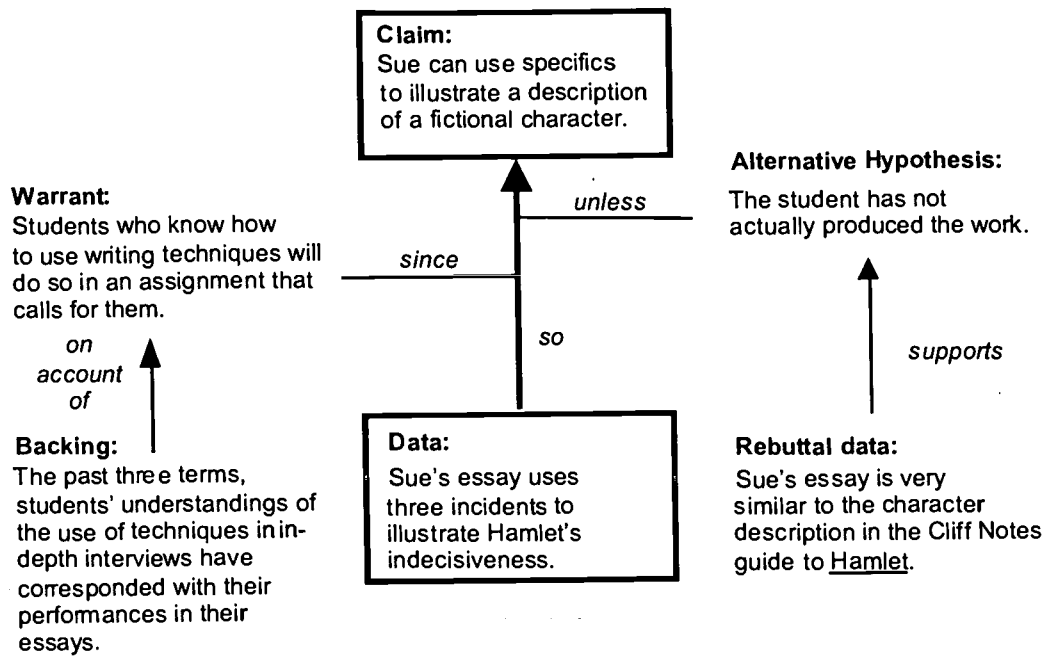 Claim:
Sue can use specifics
to illustrate a description
of a fictional character.
Alternative Hypothesis:
The student has not
actually produced the work.
unless
Warrant:
Students who know how
to use writing techniques will
do so in an assignment that
calls for them.
since
so
on
account
of
supports
Backing:
The past three terms,
students' understandings of
the use of techniques in in-
depth interviews have
corresponded with their
performances in their
essays.
Data:
Sue's essay uses
three incidents to
illustrate Hamlet's
indecisiveness.
Rebuttal data:
Sue's essay is very
similar to the character
description in the Cliff Notes
guide to Hamlet.